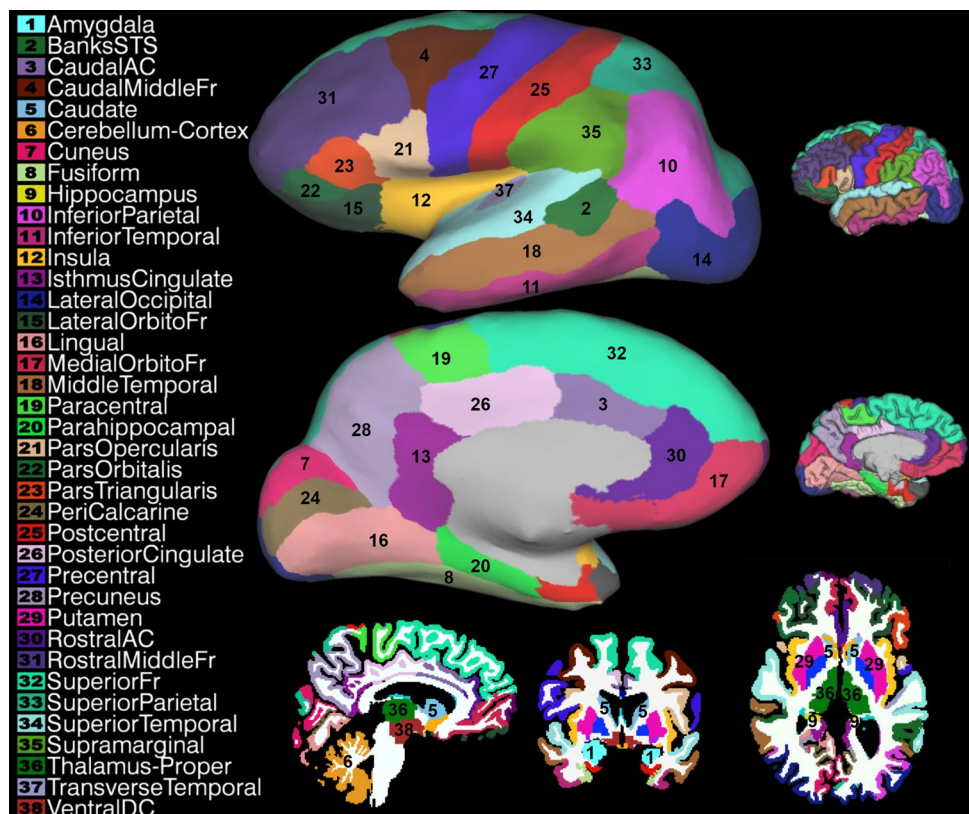 1 Amygdala
2 BanksSTS
3 CaudalAC
4 CaudalMiddleFr
5 Caudate
6 Cerebellum-Cortex
7 Cuneus
8 Fusiform
9 Hippocampus
10 InferiorParietal
11 InferiorTemporal
12 Insula
13 IsthmusCingulate
14 LateralOccipital
15 LateralOrbitoFr
16 Lingual
17 MedialOrbitoFr
18 MiddleTemporal
19 Paracentral
20 Parahippocampal
21 ParsOpercularis
22 ParsOrbitalis
23 ParsTriangularis
24 PeriCalcarine
25 Postcentral
26 PosteriorCingulate
27 Precentral
28 Precuneus
29 Putamen
30 RostralAC
31 RostralMiddleFr
32 SuperiorFr
33 SuperiorParietal
34 SuperiorTemporal
35 Supramarginal
36 Thalamus-Proper
37 TransverseTemporal
38 VentralDC
4
27 33
31 25
35
21
23 10
22 37
15 12 34 2
18 14
11
19 32
26 3
28
13 30
7 17
24
16
20
8
36 5
38
6
5 5
1 1
5 5
29 29
36 36
9 9